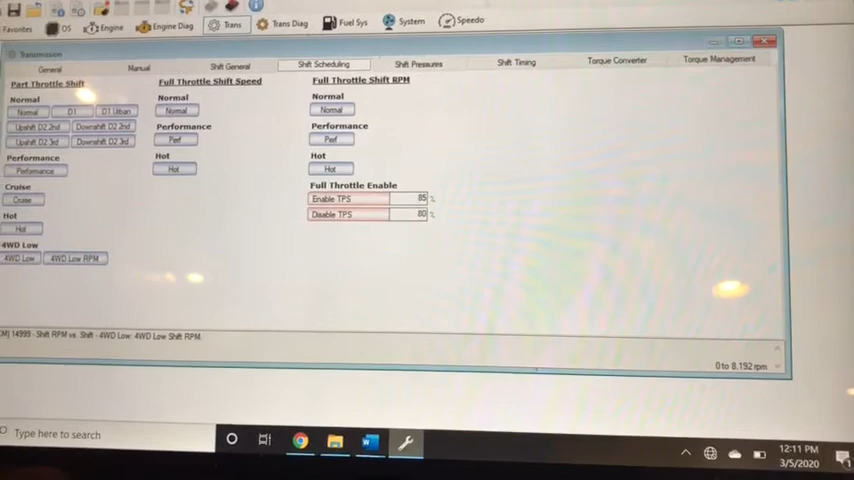 Favorites OS Engine Engine Diag Trans Trans Diag Fuel Sys System Speedo
Transmission
General Manual Shift General Shift Scheduling Shift Pressures Shift Timing Torque Converter Torque Management
Part Throttle Shift
Normal
Normal D1 D1 Urban
Upshift D2 2nd Downshift D2 2nd
Upshift D2 3rd Downshift D2 3rd
Performance
Performance
Cruise
Cruise
Hot
Hot
4WD Low
4WD Low 4WD Low RPM
Full Throttle Shift Speed
Normal
Normal
Performance
Perf
Hot
Hot
Full Throttle Shift RPM
Normal
Normal
Performance
Perf
Hot
Hot
Full Throttle Enable
Enable TPS 85 %
Disable TPS 80 %
CM] 14999 - Shift RPM vs. Shift - 4WD Low: 4WD Low Shift RPM
0 to 8,192 rpm
Type here to search
12:11 PM
3/5/2020
1